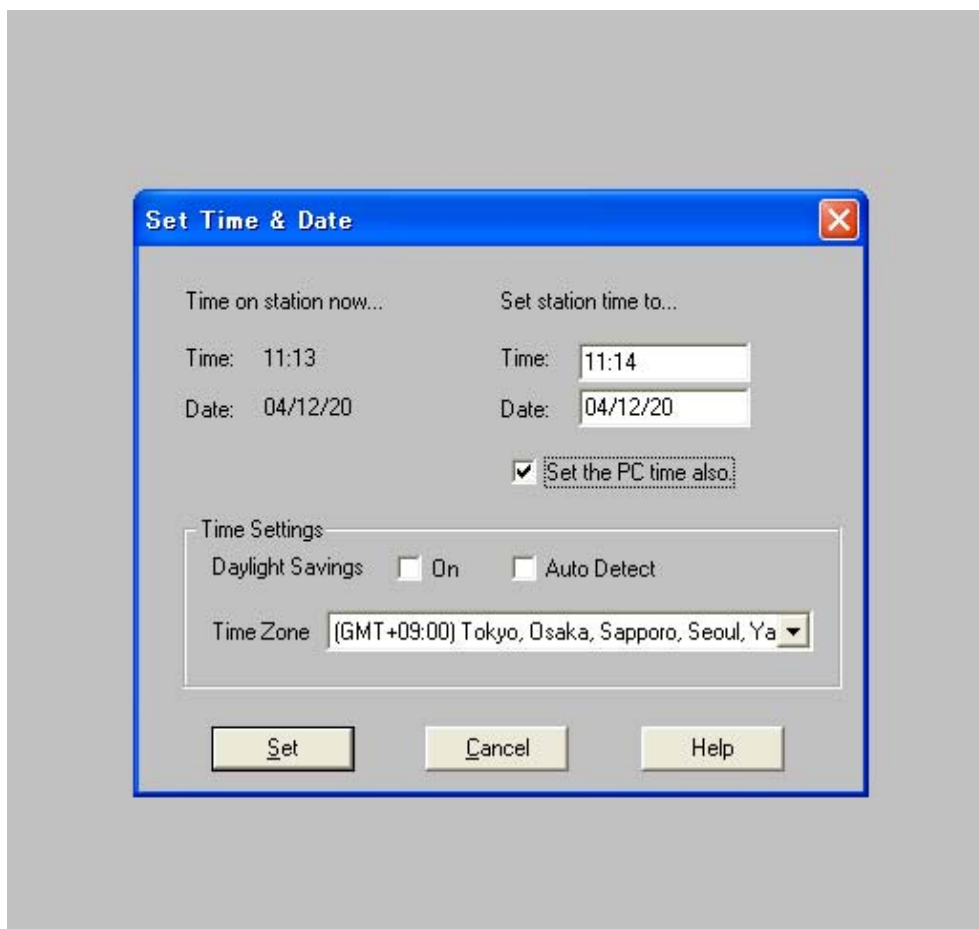 Set Time & Date
Time on station now...
Set station time to...
Time: 11:13
Time: 11:14
Date: 04/12/20
Date: 04/12/20
Set the PC time also.
Time Settings
Daylight Savings On Auto Detect
Time Zone (GMT+09:00) Tokyo, Osaka, Sapporo, Seoul, Ya
Set Cancel Help